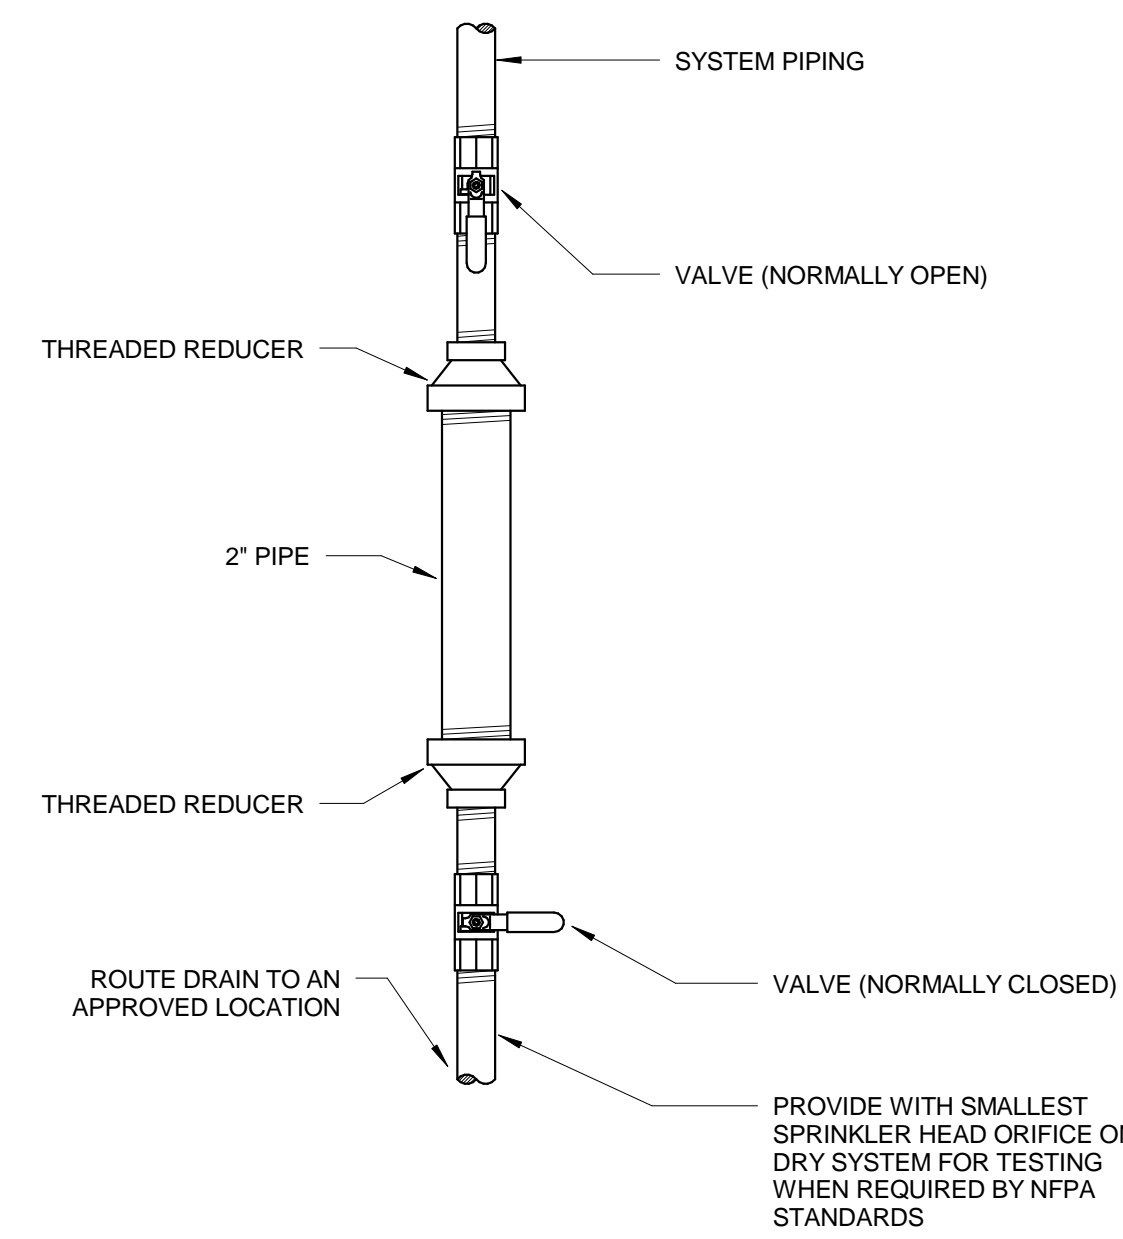 SYSTEM PIPING
VALVE (NORMALLY OPEN)
THREADED REDUCER
2" PIPE
THREADED REDUCER
ROUTE DRAIN TO AN
APPROVED LOCATION
VALVE (NORMALLY CLOSED)
PROVIDE WITH SMALLEST
SPRINKLER HEAD ORIFICE
DRY SYSTEM FOR TESTING
WHEN REQUIRED BY NFPA
STANDARDS